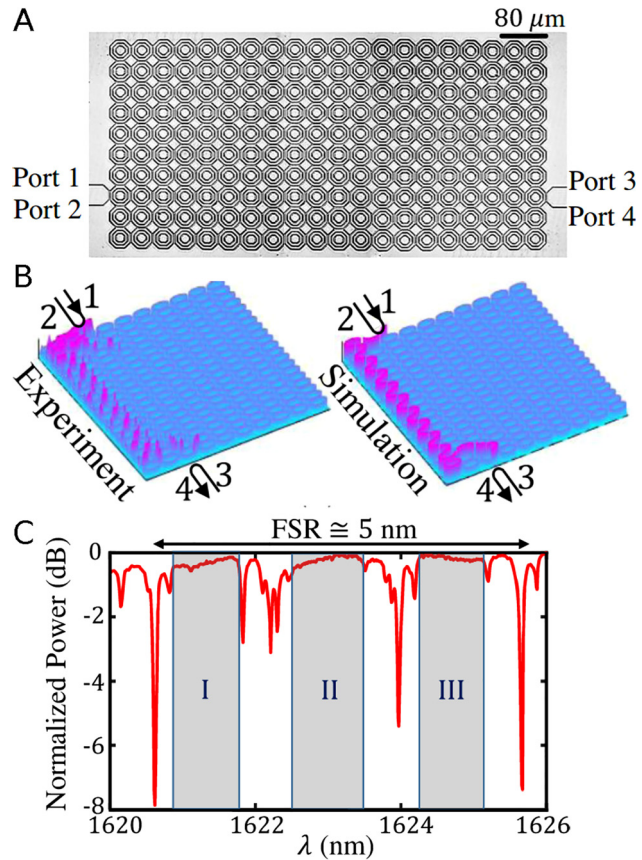 A
80 μm
Port 1
Port 2
Port 3
Port 4
B
2 1
Experiment
4 3
2 1
Simulation
4 3
C
FSR ≅ 5 nm
Normalized Power (dB)
0
-2
-4
-6
-8
I
II
III
1620
1622
1624
1626
λ (nm)